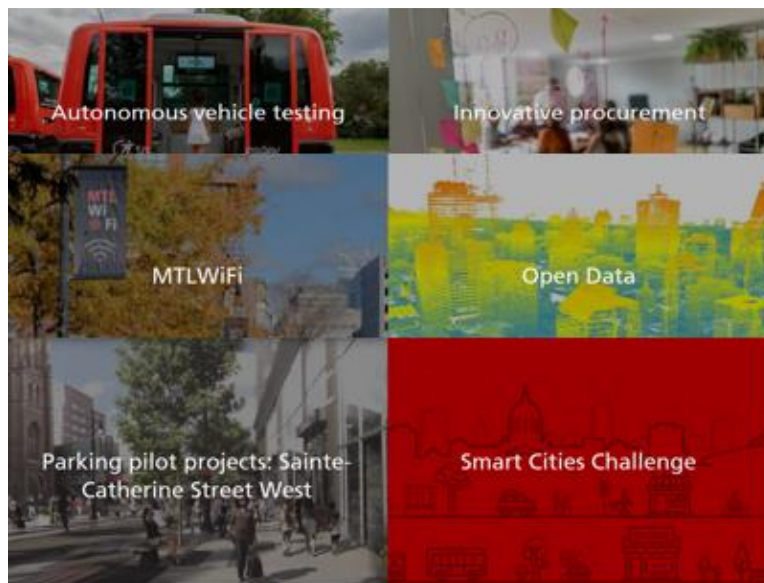 Autonomous vehicle testing
Innovative procurement
MTL
Wi
Fi
MTLWiFi
Open Data
Parking pilot projects: Sainte-
Catherine Street West
Smart Cities Challenge